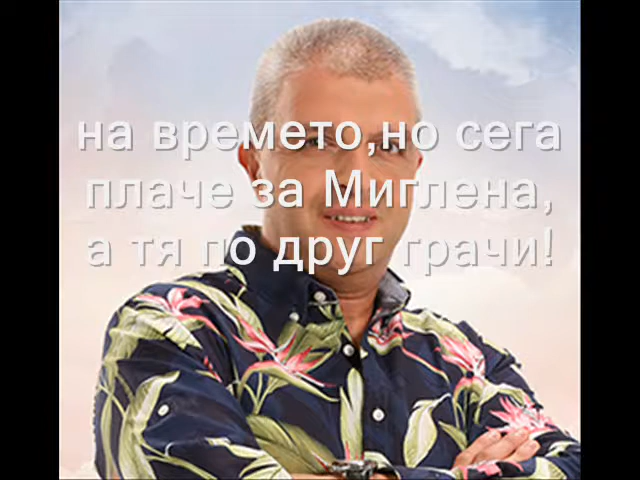 на времето,но сега
плаче за Миглена,
а тя по друг грачи!